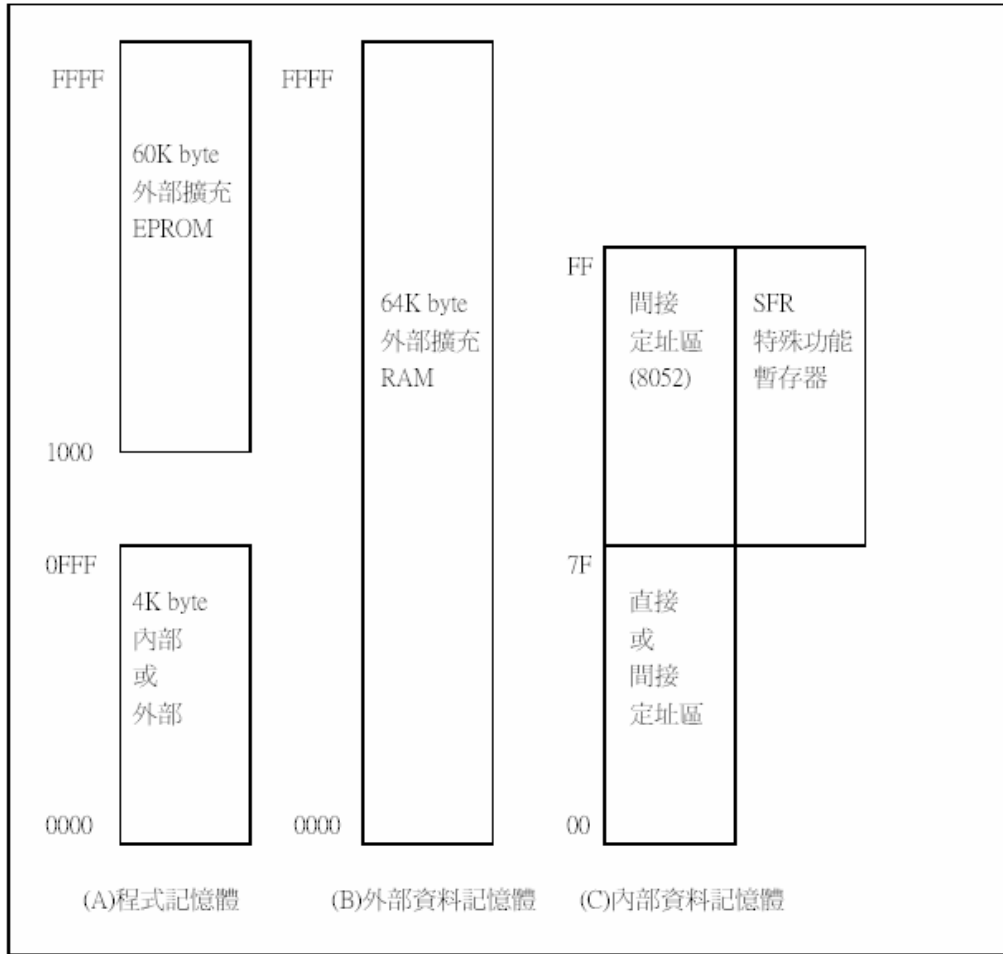 FFFF
60K byte
外部擴充
EPROM
1000
0FFF
4K byte
內部
或
外部
0000
(A)程式記憶體
FFFF
64K byte
外部擴充
RAM
0000
(B)外部資料記憶體
FF
間接
定址區
(8052)
SFR
特殊功能
暫存器
7F
直接
或
間接
定址區
00
(C)內部資料記憶體